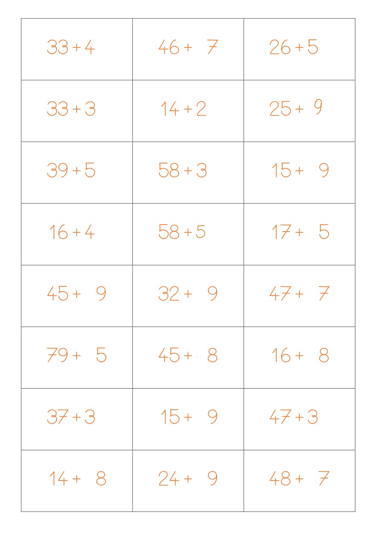 33+4 46+ 7 26+5
33+3 14+2 25+ 9
39+5 58+3 15+ 9
16+4 58+5 17+ 5
45+ 9 32+ 9 47+ 7
79+ 5 45+ 8 16+ 8
37+3 15+ 9 47+3
14+ 8 24+ 9 48+ 7